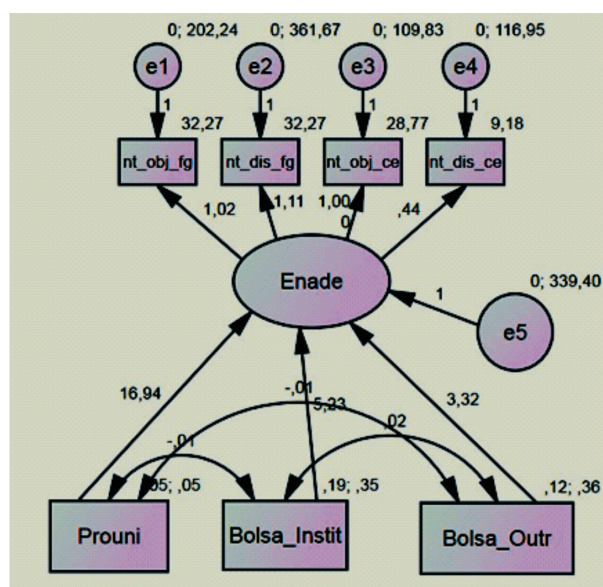 0; 202,24 0; 361,67 0; 109,83 0; 116,95
e1 e2 e3 e4
1 1 1 1
32,27 32,27 28,77 9,18
nt_obj_fg nt_dis_fg nt_obj_ce nt_dis_ce
1,02 1,11 1,00 ,44
0
Enade
1
0; 339,40
e5
16,94 5,23 3,32
-,01
-,01 ,02
05; ,05 ,19; ,35 ,12; ,36
Prouni Bolsa_Instit Bolsa_Outr